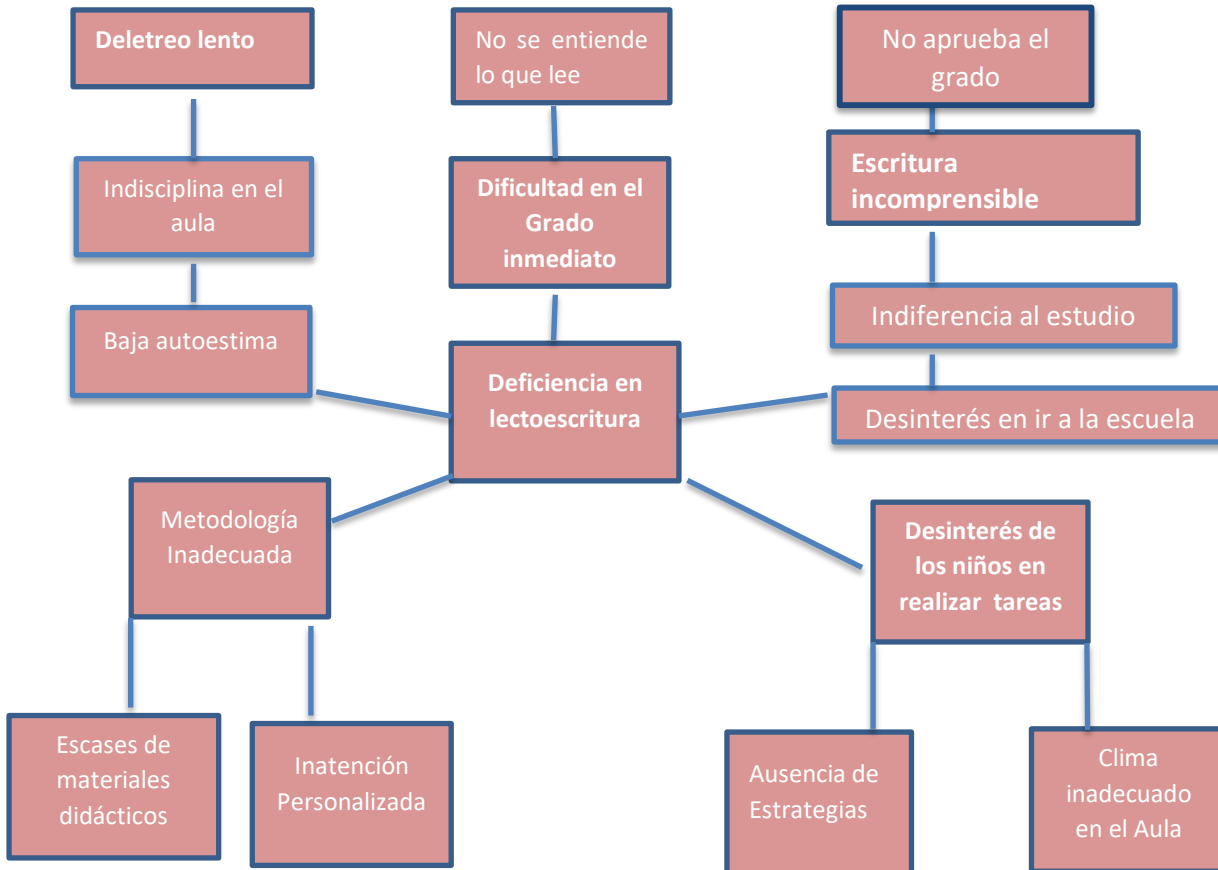 Deletreo lento
No se entiende
lo que lee
No aprueba el
grado
Indisciplina en el
aula
Dificultad en el
Grado
inmediato
Escritura
incomprensible
Baja autoestima
Indiferencia al estudio
Deficiencia en
lectoescritura
Desinterés en ir a la escuela
Metodología
Inadecuada
Desinterés de
los niños en
realizar tareas
Escases de
materiales
didácticos
Inatención
Personalizada
Ausencia de
Estrategias
Clima
inadecuado
en el Aula